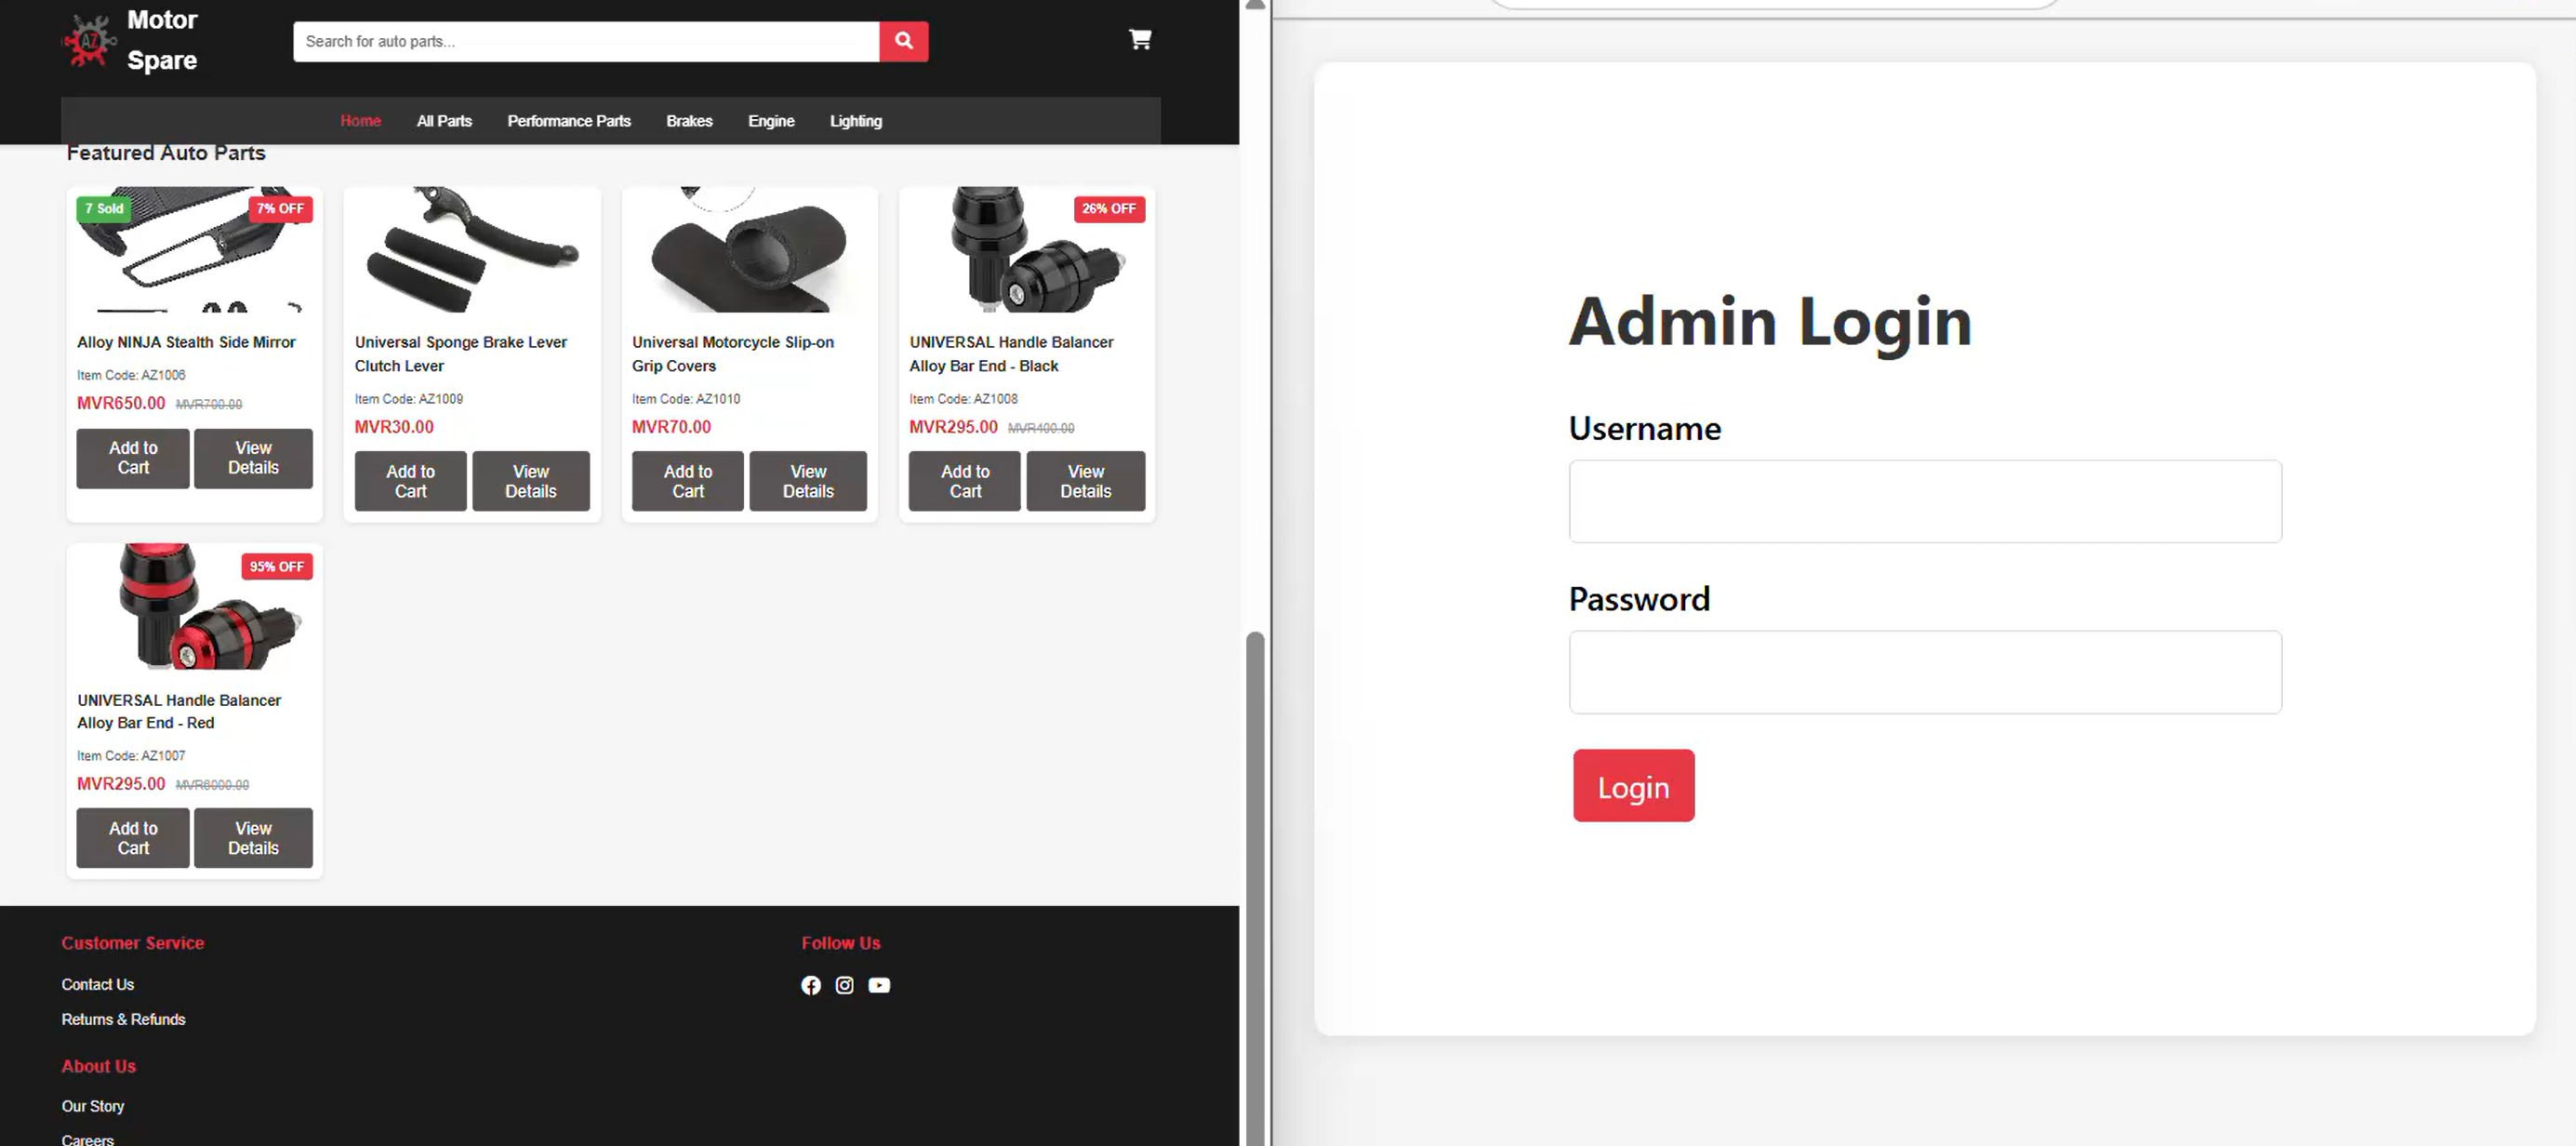 AZ
Motor
Spare
Search for auto parts...
Home
All Parts
Performance Parts
Brakes
Engine
Lighting
Featured Auto Parts
7 Sold
7% OFF
Alloy NINJA Stealth Side Mirror
Item Code: AZ1006
MVR650.00 MVR700.00
Add to
Cart
View
Details
Universal Sponge Brake Lever
Clutch Lever
Item Code: AZ1009
MVR30.00
Add to
Cart
View
Details
Universal Motorcycle Slip-on
Grip Covers
Item Code: AZ1010
MVR70.00
Add to
Cart
View
Details
26% OFF
UNIVERSAL Handle Balancer
Alloy Bar End - Black
Item Code: AZ1008
MVR295.00 MVR400.00
Add to
Cart
View
Details
95% OFF
UNIVERSAL Handle Balancer
Alloy Bar End - Red
Item Code: AZ1007
MVR295.00 MVR6000.00
Add to
Cart
View
Details
Customer Service
Contact Us
Returns & Refunds
About Us
Our Story
Careers
Follow Us
Admin Login
Username
Password
Login